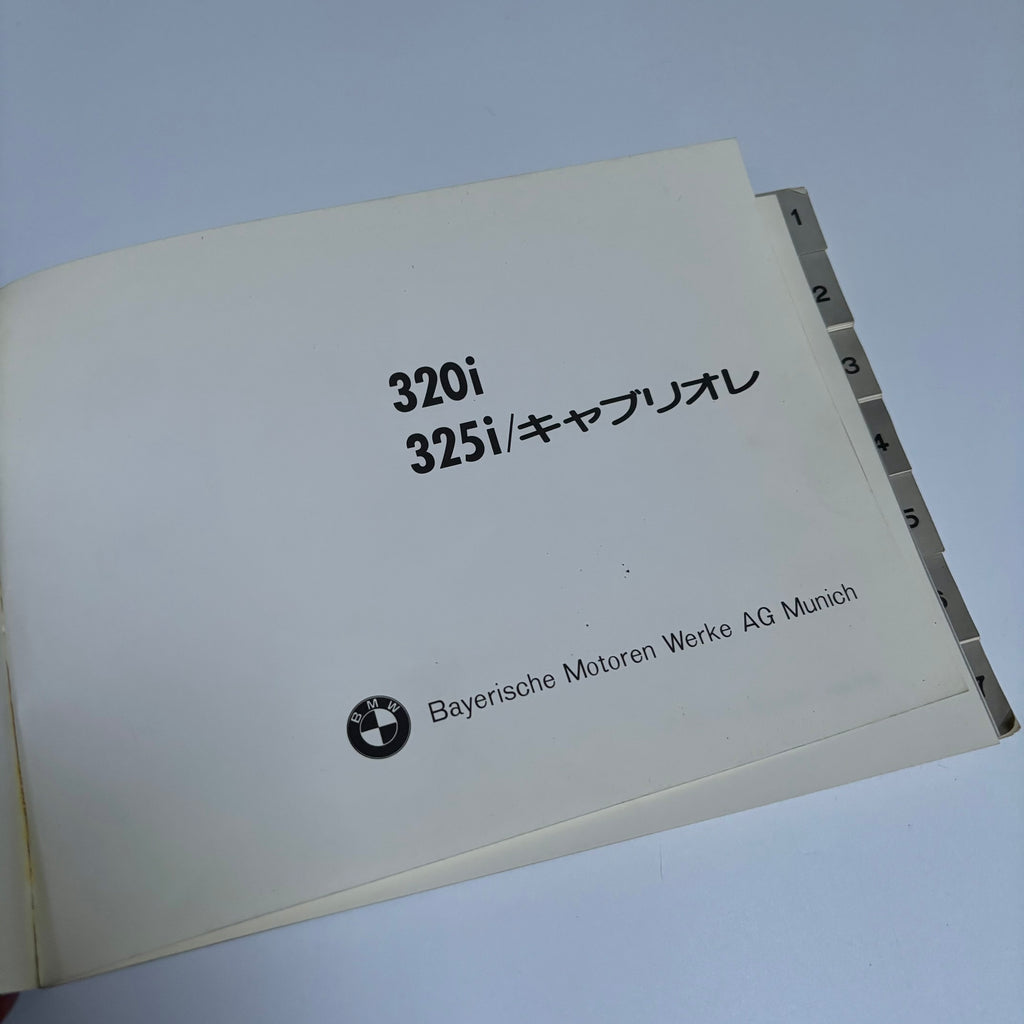 320i
325i/キャブリオレ
BMW
Bayerische Motoren Werke AG Munich
1
2
3
4
5
6
7